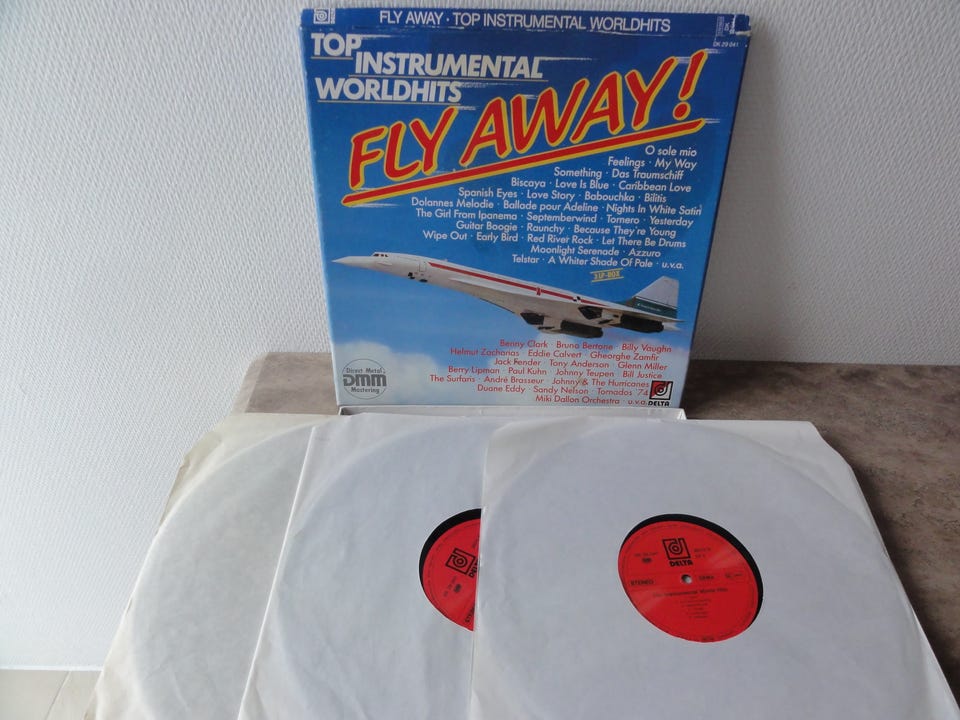 FLY AWAY · TOP INSTRUMENTAL WORLDHITS
DK 29 041
TOP
INSTRUMENTAL
WORLDHITS
FLY AWAY!
O sole mio
Feelings · My Way
Something · Das Traumschiff
Biscaya · Love Is Blue · Caribbean Love
Spanish Eyes · Love Story · Babouchka · Bilitis
Dolannes Melodie · Ballade pour Adeline · Nights In White Satin
The Girl From Ipanema · Septemberwind · Tornero · Yesterday
Guitar Boogie · Raunchy · Because They're Young
Wipe Out · Early Bird · Red River Rock · Let There Be Drums
Moonlight Serenade · Azzuro
Telstar · A Whiter Shade Of Pale · u.v.a.
3 LP-BOX
Benny Clark · Bruno Bertone · Billy Vaughn
Helmut Zacharias · Eddie Calvert · Gheorghe Zamfir
Jack Fender · Tony Anderson · Glenn Miller
Berry Lipman · Paul Kuhn · Johnny Teupen · Bill Justice
The Surfaris · André Brasseur · Johnny & The Hurricanes
Duane Eddy · Sandy Nelson · Tornados '74
Miki Dallon Orchestra · u.v.a.
DELTA
Direct Metal
DMM
Mastering
DELTA
DELTA
STEREO
GEMA